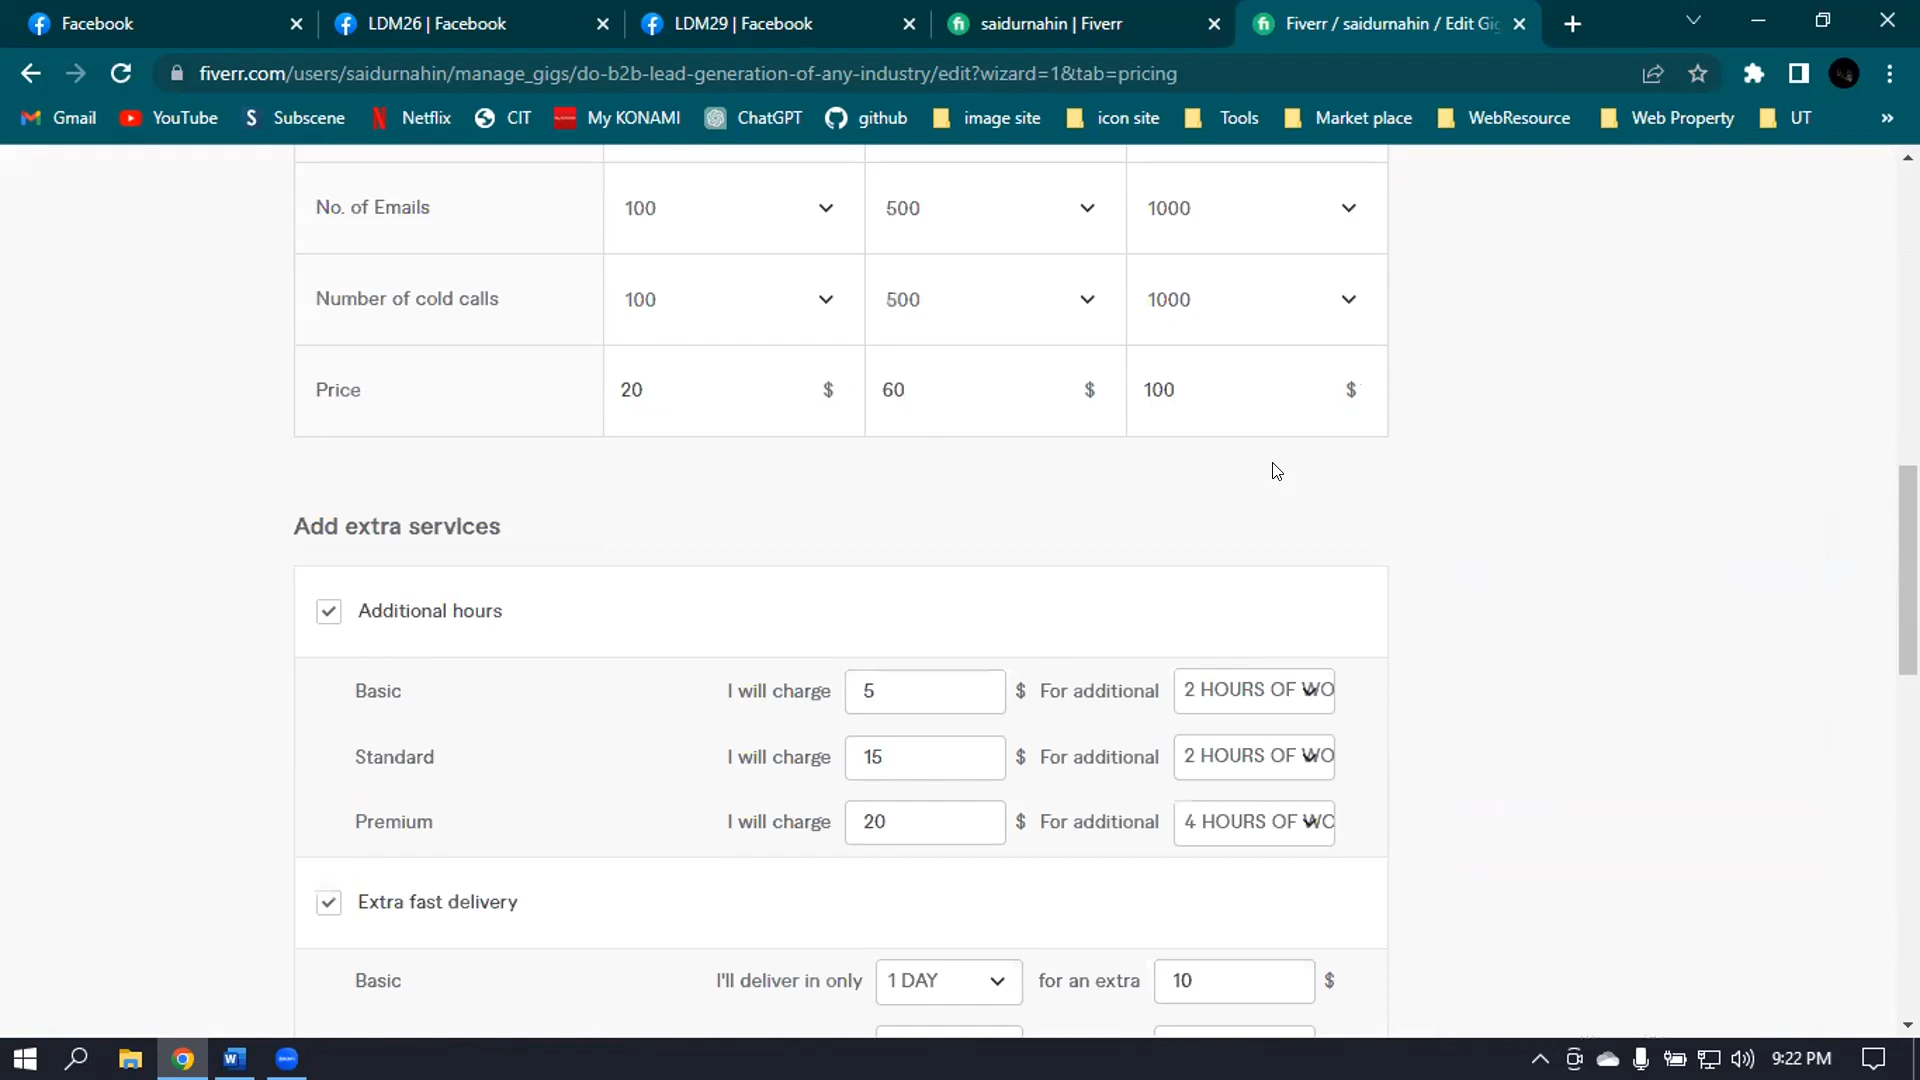 Facebook
LDM26 | Facebook
LDM29 | Facebook
saidurnahin | Fiverr
Fiverr / saidurnahin / Edit Gig
fiverr.com/users/saidurnahin/manage_gigs/do-b2b-lead-generation-of-any-industry/edit?wizard=1&tab=pricing
Gmail YouTube Subscene Netflix CIT My KONAMI ChatGPT github image site icon site Tools Market place WebResource Web Property UT »
No. of Emails 100 500 1000
Number of cold calls 100 500 1000
Price 20 $ 60 $ 100 $
Add extra services
Additional hours
Basic I will charge 5 $ For additional 2 HOURS OF WO
Standard I will charge 15 $ For additional 2 HOURS OF WO
Premium I will charge 20 $ For additional 4 HOURS OF WO
Extra fast delivery
Basic I'll deliver in only 1 DAY for an extra 10 $
9:22 PM